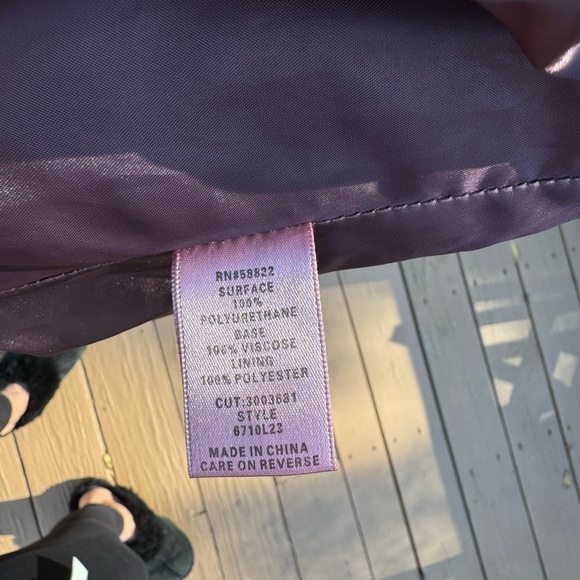 RN#58822
SURFACE
100%
POLYURETHANE
BASE
100% VISCOSE
LINING
100% POLYESTER
CUT:3003681
STYLE
6710L23
MADE IN CHINA
CARE ON REVERSE